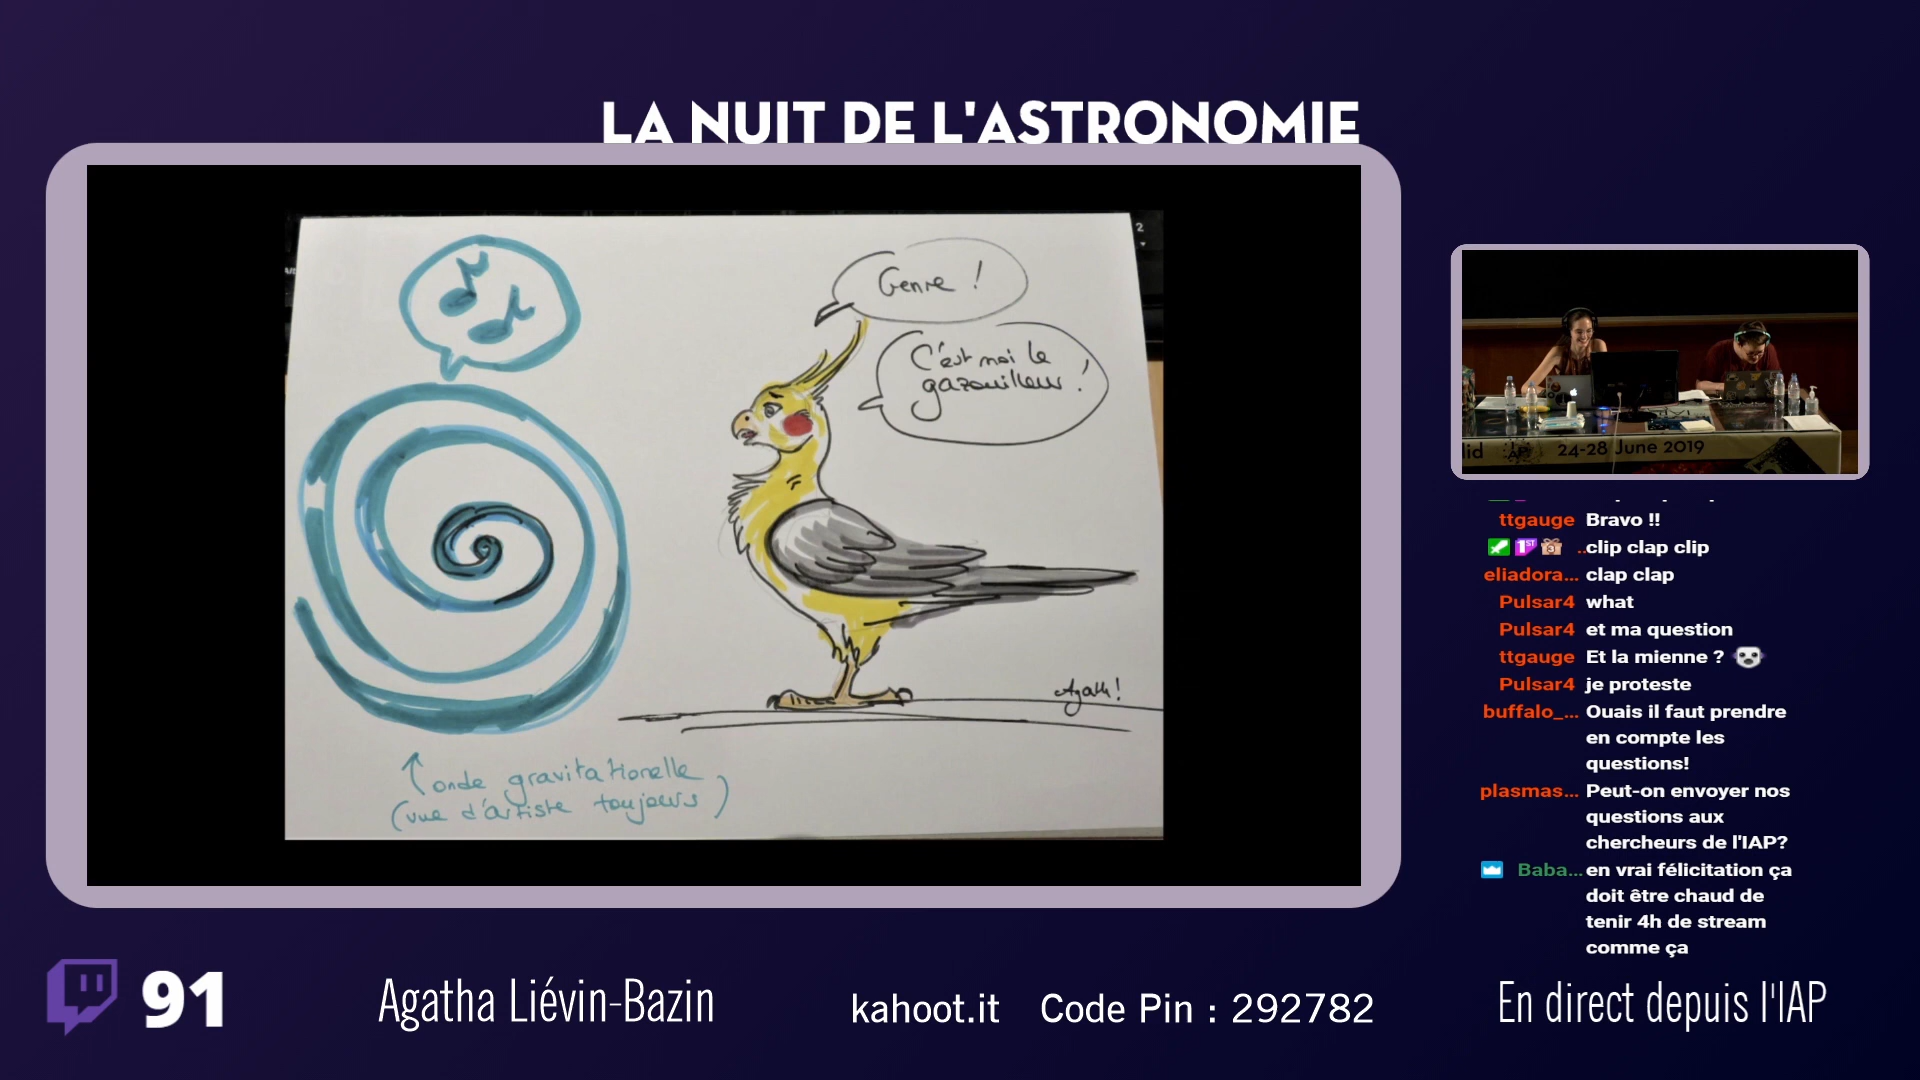 LA NUIT DE L'ASTRONOMIE
2
Genre !
C'est moi le
gazouilleur !
Agath !
onde gravitationelle
(vue d'artiste toujours)
24-28 June 2019
ttgauge Bravo !!
..clip clap clip
eliadora... clap clap
Pulsar4 what
Pulsar4 et ma question
ttgauge Et la mienne ?
Pulsar4 je proteste
buffalo_... Ouais il faut prendre
en compte les
questions!
plasmas... Peut-on envoyer nos
questions aux
chercheurs de l'IAP?
Baba... en vrai félicitation ça
doit être chaud de
tenir 4h de stream
comme ça
91
Agatha Liévin-Bazin
kahoot.it Code Pin : 292782
En direct depuis l'IAP